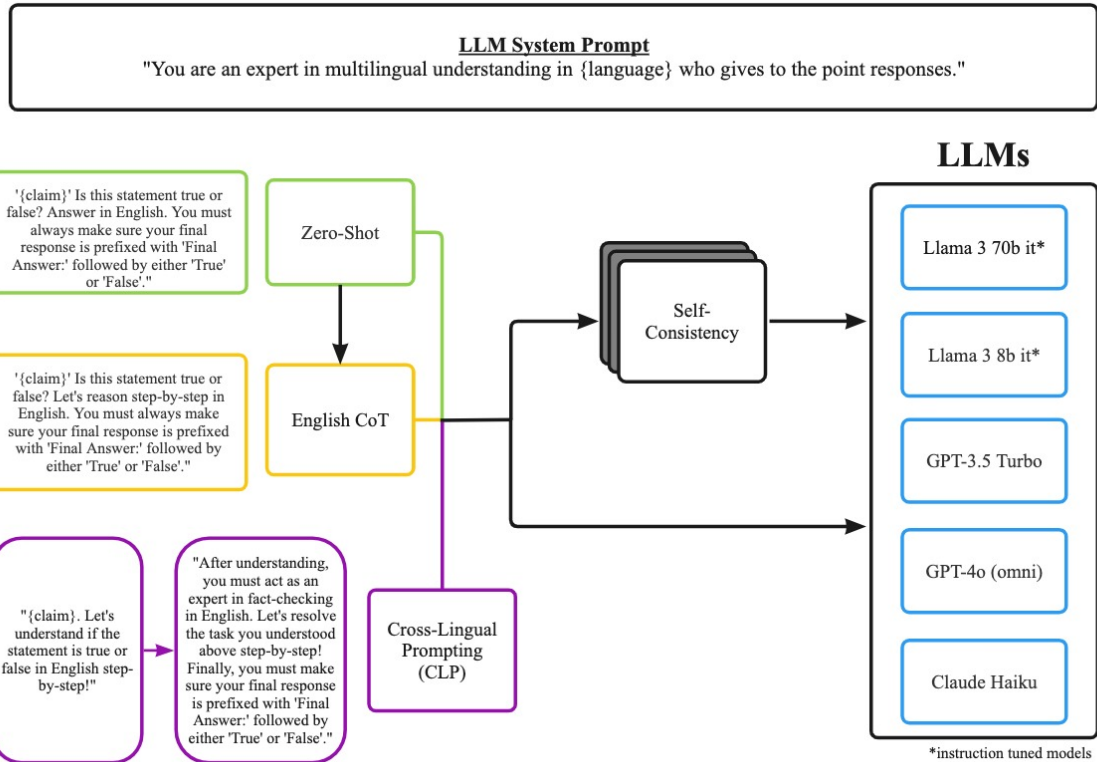 LLM System Prompt
"You are an expert in multilingual understanding in {language} who gives to the point responses."
LLMs
'{claim}' Is this statement true or
false? Answer in English. You must
always make sure your final
response is prefixed with 'Final
Answer:' followed by either 'True'
or 'False'."
Zero-Shot
Self-
Consistency
Llama 3 70b it*
Llama 3 8b it*
GPT-3.5 Turbo
GPT-4o (omni)
Claude Haiku
'{claim}' Is this statement true or
false? Let's reason step-by-step in
English. You must always make
sure your final response is prefixed
with 'Final Answer:' followed by
either 'True' or 'False'."
English CoT
"{claim}. Let's
understand if the
statement is true or
false in English step-
by-step!"
"After understanding,
you must act as an
expert in fact-checking
in English. Let's resolve
the task you understood
above step-by-step!
Finally, you must make
sure your final response
is prefixed with 'Final
Answer:' followed by
either 'True' or 'False'."
Cross-Lingual
Prompting
(CLP)
*instruction tuned models